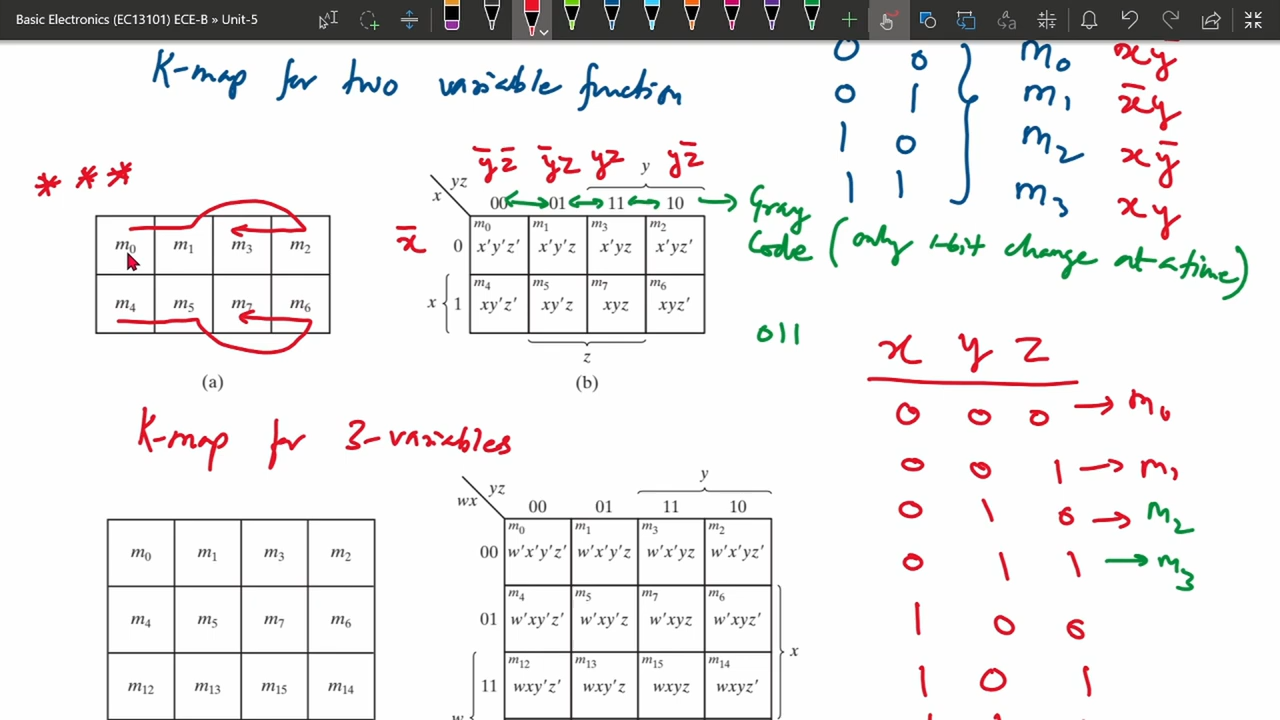 Basic Electronics (EC13101) ECE-B » Unit-5
K-map for two variable function
0 0 m0 x̅y̅
0 1 m1 x̅y
1 0 m2 xy̅
1 1 m3 xy
* * *
y̅z̅ y̅z yz yz̅
y
yz
x
00 01 11 10
Gray
Code (only 1-bit change at a time)
m0 m1 m3 m2
m4 m5 m7 m6
(a)
x̅
0
m0 m1 m3 m2
x'y'z' x'y'z x'yz x'yz'
x 1
m4 m5 m7 m6
xy'z' xy'z xyz xyz'
z
(b)
011
x y z
0 0 0 → m0
0 0 1 → m1
0 1 0 → m2
0 1 1 → m3
1 0 0
1 0 1
K-map for 3-variables
m0 m1 m3 m2
m4 m5 m7 m6
m12 m13 m15 m14
y
yz
wx
00 01 11 10
00
m0 m1 m3 m2
w'x'y'z' w'x'y'z w'x'yz w'x'yz'
01
m4 m5 m7 m6
w'xy'z' w'xy'z w'xyz w'xyz'
x
11
m12 m13 m15 m14
wxy'z' wxy'z wxyz wxyz'
w